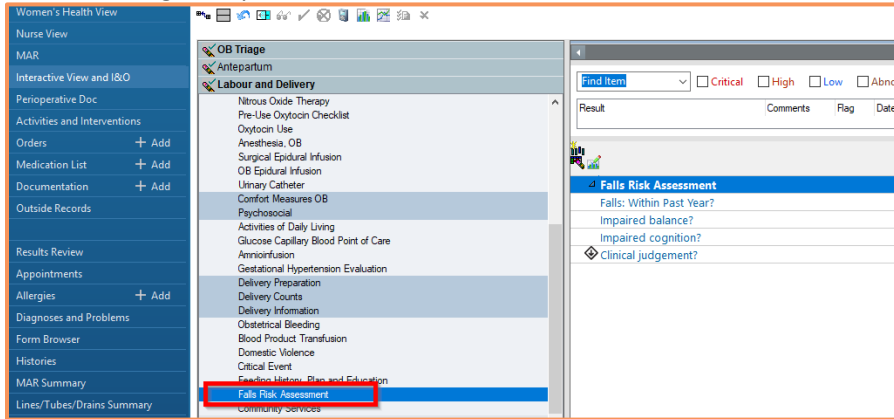 Women's Health View
Nurse View
MAR
Interactive View and I&O
Perioperative Doc
Activities and Interventions
Orders + Add
Medication List + Add
Documentation + Add
Outside Records
Results Review
Appointments
Allergies + Add
Diagnoses and Problems
Form Browser
Histories
MAR Summary
Lines/Tubes/Drains Summary
OB Triage
Antepartum
Labour and Delivery
Nitrous Oxide Therapy
Pre-Use Oxytocin Checklist
Oxytocin Use
Anesthesia, OB
Surgical Epidural Infusion
OB Epidural Infusion
Urinary Catheter
Comfort Measures OB
Psychosocial
Activities of Daily Living
Glucose Capillary Blood Point of Care
Amnioinfusion
Gestational Hypertension Evaluation
Delivery Preparation
Delivery Counts
Delivery Information
Obstetrical Bleeding
Blood Product Transfusion
Domestic Violence
Critical Event
Feeding History, Plan and Education
Falls Risk Assessment
Community Services
Find Item Critical High Low Abno
Result Comments Flag Date
Falls Risk Assessment
Falls: Within Past Year?
Impaired balance?
Impaired cognition?
Clinical judgement?